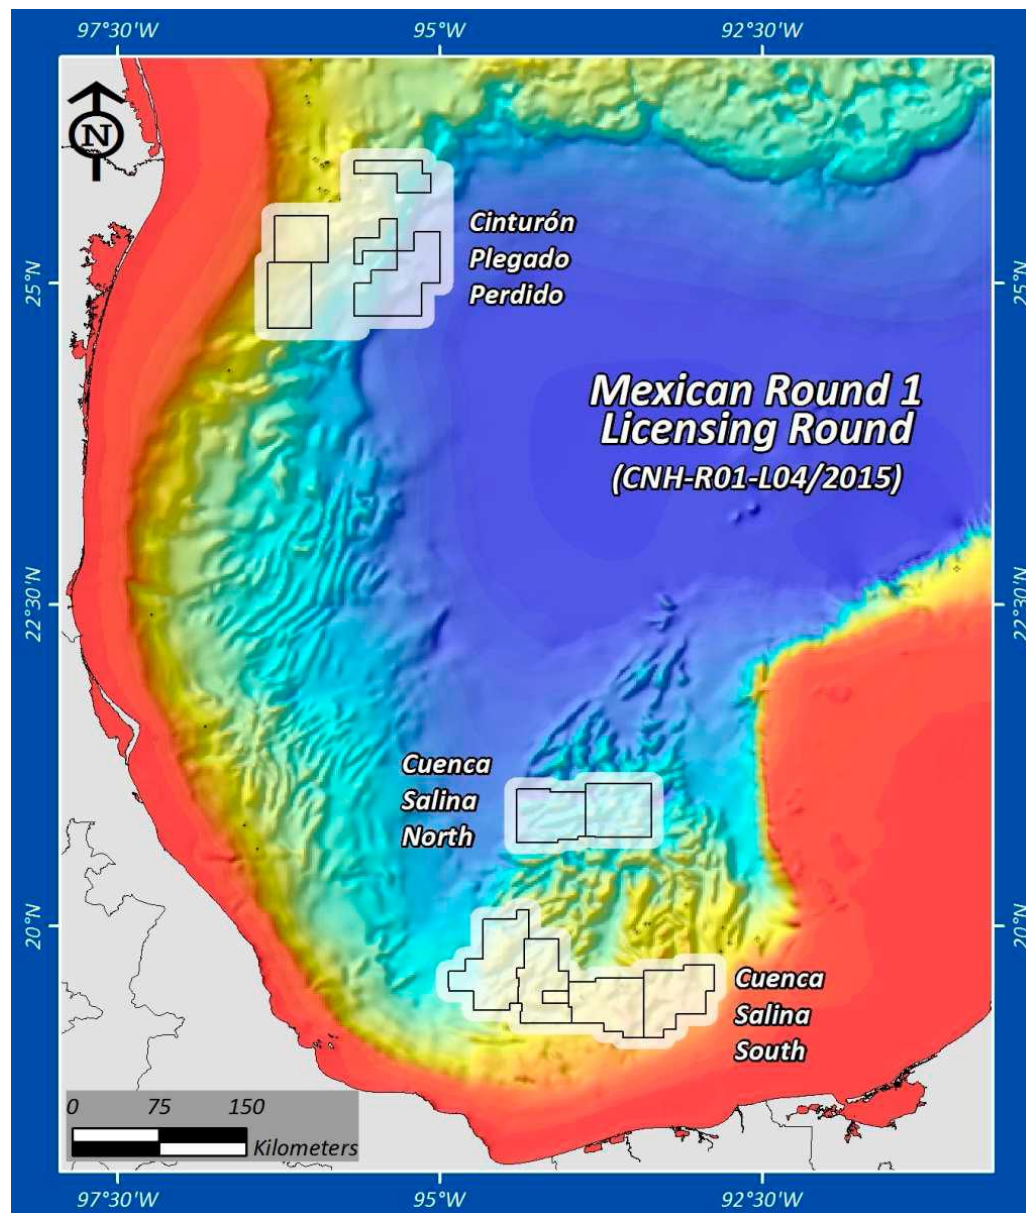 97°30'W 95°W 92°30'W
N
Cinturón
Plegado
Perdido
25°N 25°N
Mexican Round 1
Licensing Round
(CNH-R01-L04/2015)
22°30'N 22°30'N
Cuenca
Salina
North
20°N 20°N
Cuenca
Salina
South
0 75 150
Kilometers
97°30'W 95°W 92°30'W